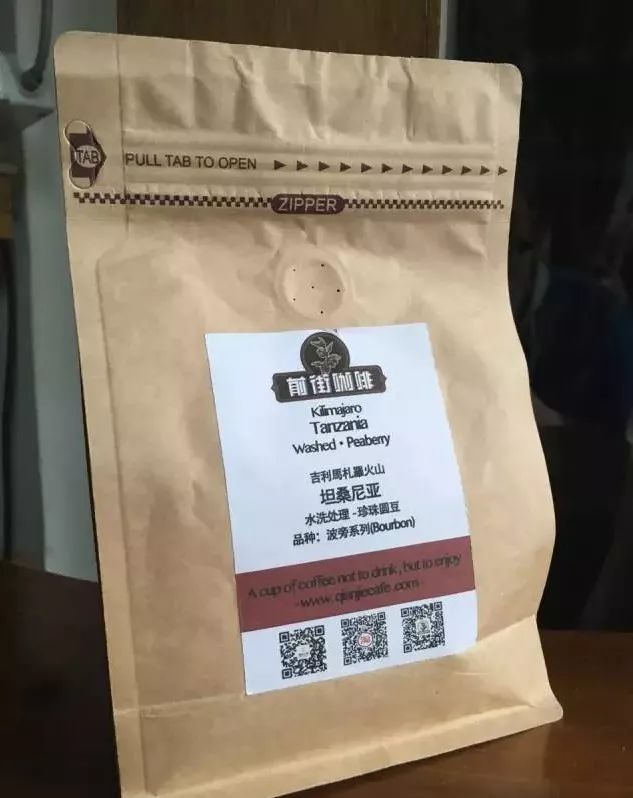 TAB
PULL TAB TO OPEN
ZIPPER
前街咖啡
Kilimajaro
Tanzania
Washed · Peaberry
吉利馬札羅火山
坦桑尼亚
水洗处理 - 珍珠圆豆
品种：波旁系列(Bourbon)
A cup of coffee not to drink , but to enjoy
-www.qianjiecafe.com-